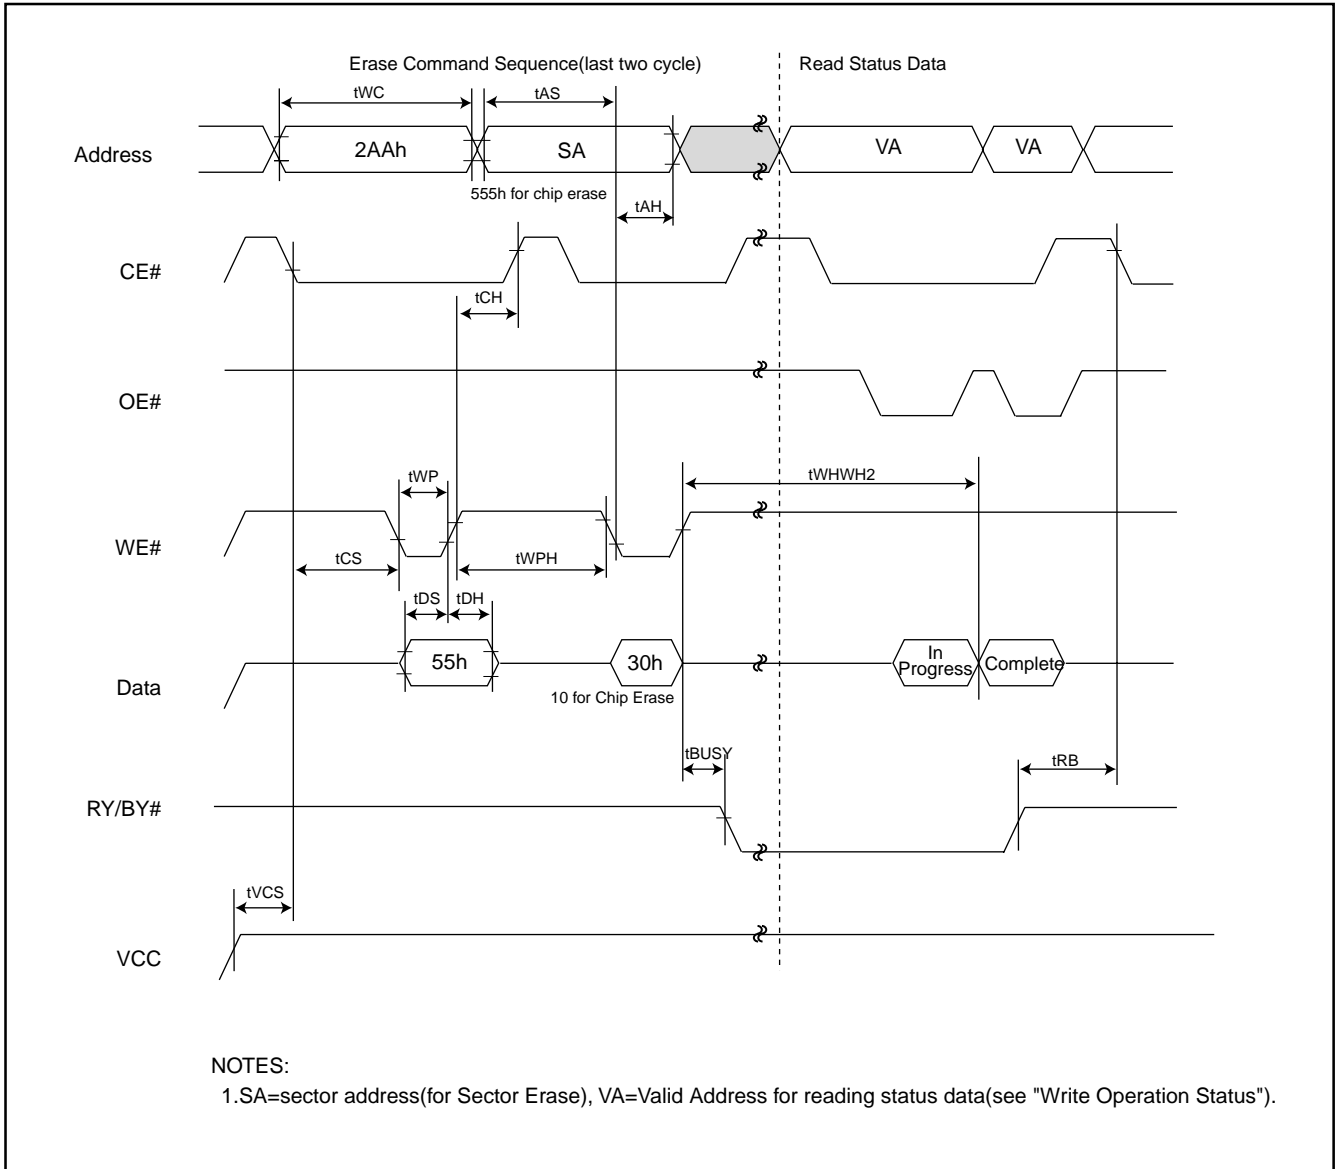 Erase Command Sequence(last two cycle)
Read Status Data
tWC
tAS
Address
2AAh
SA
VA
VA
555h for chip erase
tAH
CE#
tCH
OE#
tWP
tWHWH2
WE#
tCS
tWPH
tDS
tDH
Data
55h
30h
In
Progress
Complete
10 for Chip Erase
tBUSY
tRB
RY/BY#
tVCS
VCC
NOTES:
1.SA=sector address(for Sector Erase), VA=Valid Address for reading status data(see "Write Operation Status").